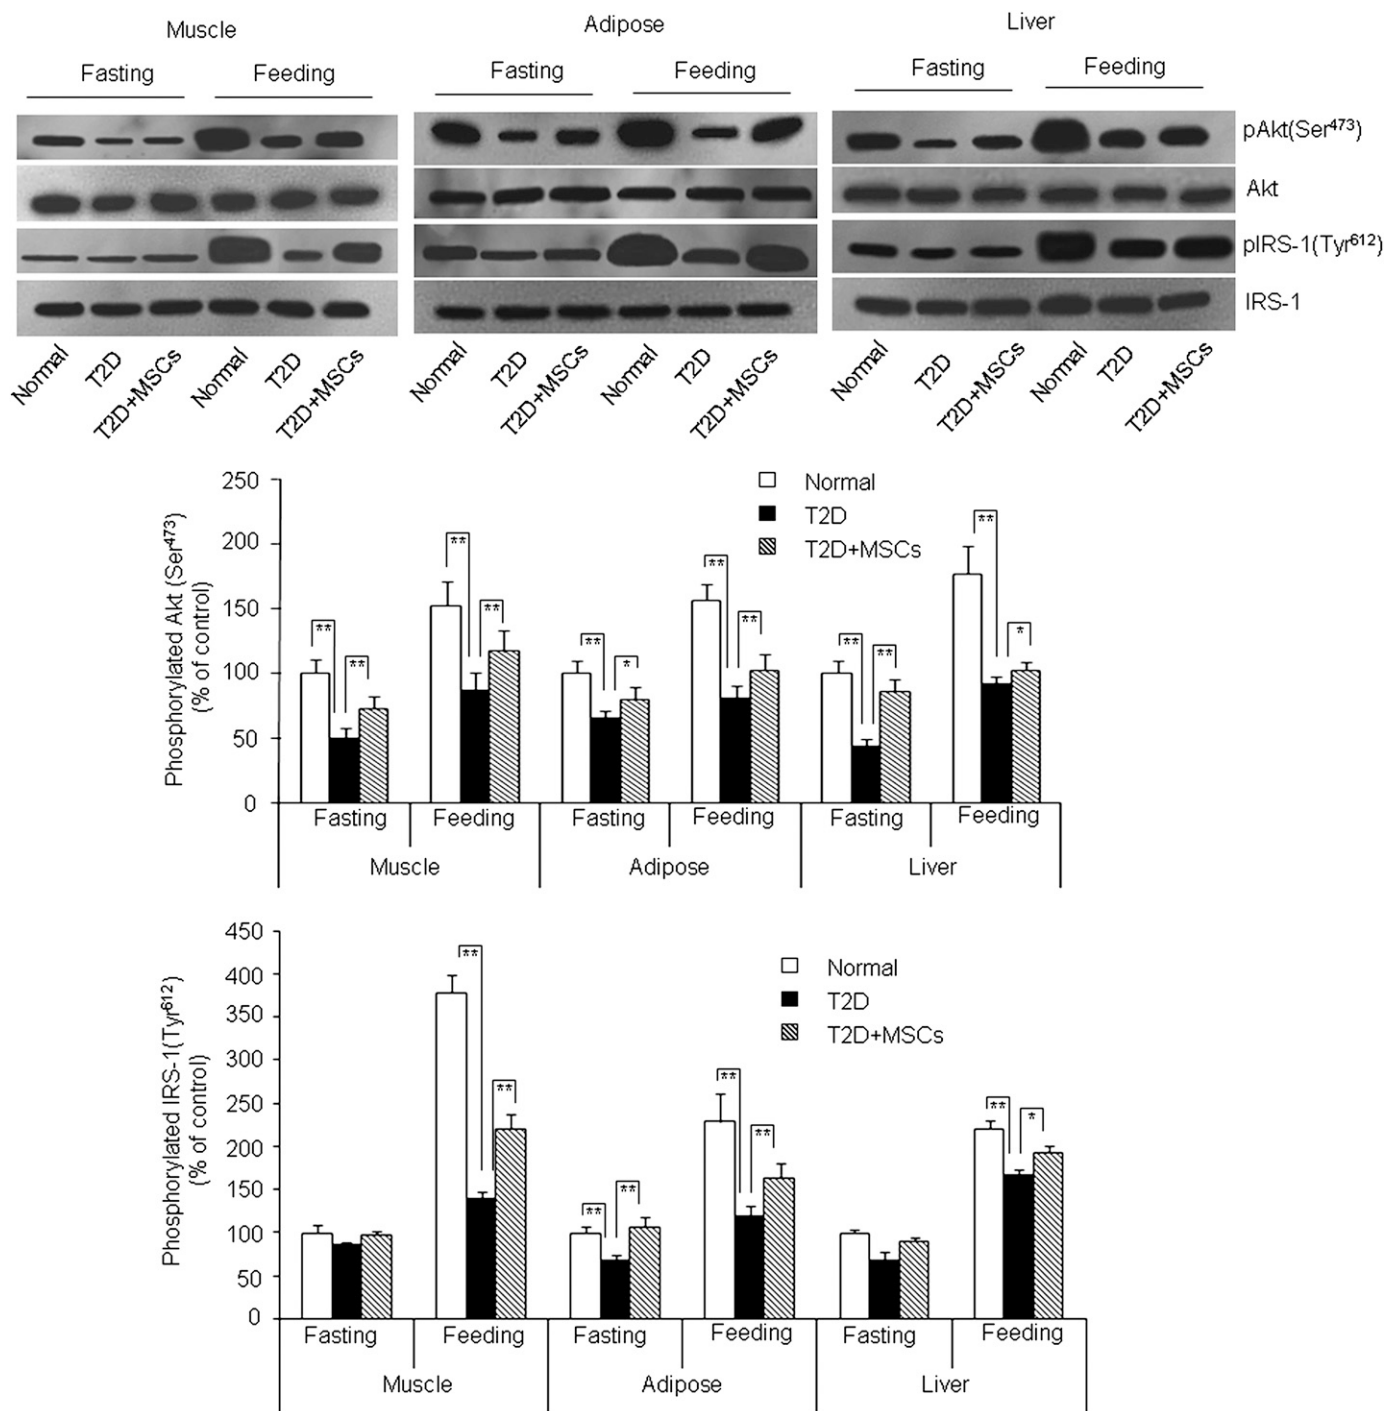 Muscle
Adipose
Liver
Fasting
Feeding
Fasting
Feeding
Fasting
Feeding
pAkt(Ser⁴⁷³)
Akt
pIRS-1(Tyr⁶¹²)
IRS-1
Normal
T2D
T2D+MSCs
Normal
T2D
T2D+MSCs
Normal
T2D
T2D+MSCs
Normal
T2D
T2D+MSCs
Normal
T2D
T2D+MSCs
Normal
T2D
T2D+MSCs
Phosphorylated Akt (Ser⁴⁷³)
(% of control)
250
200
150
100
50
0
Normal
T2D
T2D+MSCs
**
**
**
**
**
*
**
**
**
**
**
*
Fasting
Feeding
Fasting
Feeding
Fasting
Feeding
Muscle
Adipose
Liver
Phosphorylated IRS-1(Tyr⁶¹²)
(% of control)
450
400
350
300
250
200
150
100
50
0
Normal
T2D
T2D+MSCs
**
**
**
**
**
**
**
*
Fasting
Feeding
Fasting
Feeding
Fasting
Feeding
Muscle
Adipose
Liver